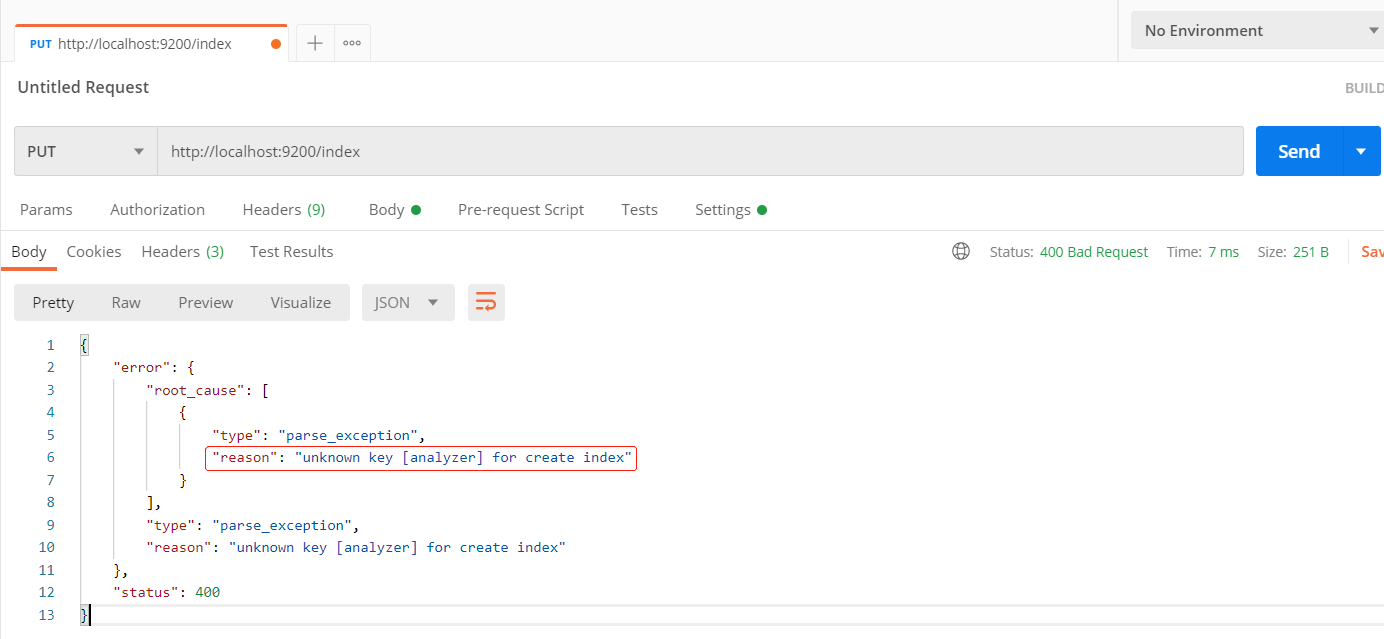 PUT http://localhost:9200/index
No Environment
Untitled Request
BUILD
PUT http://localhost:9200/index Send
Params Authorization Headers (9) Body Pre-request Script Tests Settings
Body Cookies Headers (3) Test Results Status: 400 Bad Request Time: 7 ms Size: 251 B Sav
Pretty Raw Preview Visualize JSON
1 {
2 "error": {
3 "root_cause": [
4 {
5 "type": "parse_exception",
6 "reason": "unknown key [analyzer] for create index"
7 }
8 ],
9 "type": "parse_exception",
10 "reason": "unknown key [analyzer] for create index"
11 },
12 "status": 400
13 }